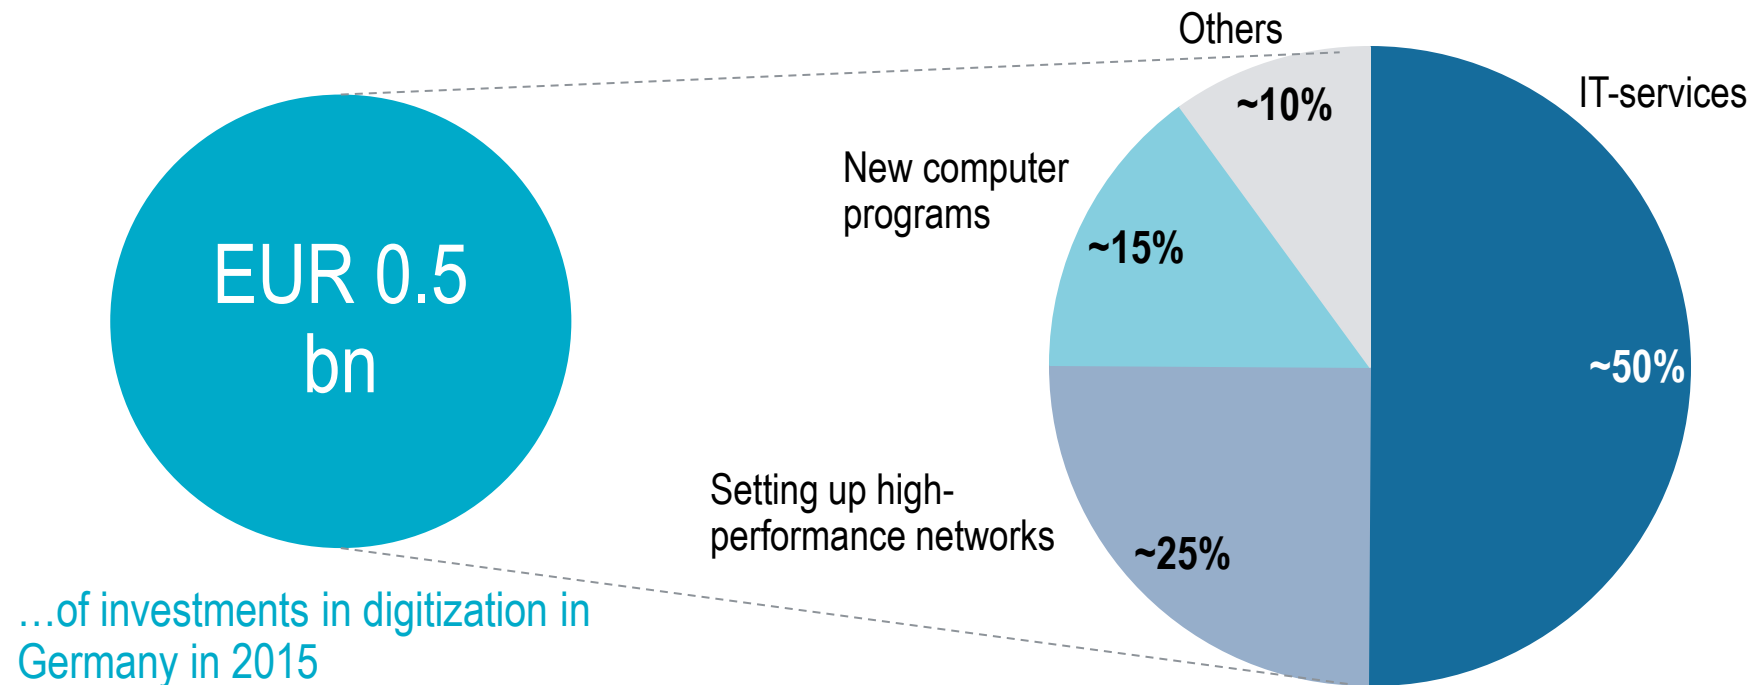 Others
IT-services
~10%
New computer
programs
~15%
EUR 0.5
bn
~50%
Setting up high-
performance networks
~25%
…of investments in digitization in
Germany in 2015